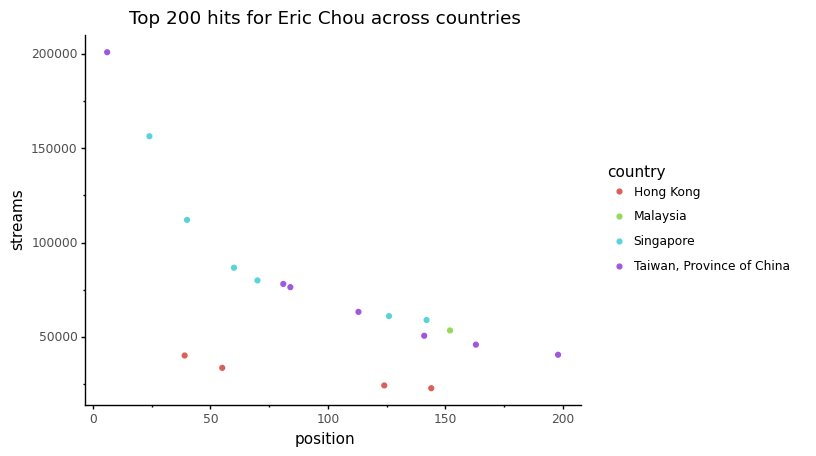 Top 200 hits for Eric Chou across countries
200000
150000
100000
50000
streams
0 50 100 150 200
position
country
Hong Kong
Malaysia
Singapore
Taiwan, Province of China